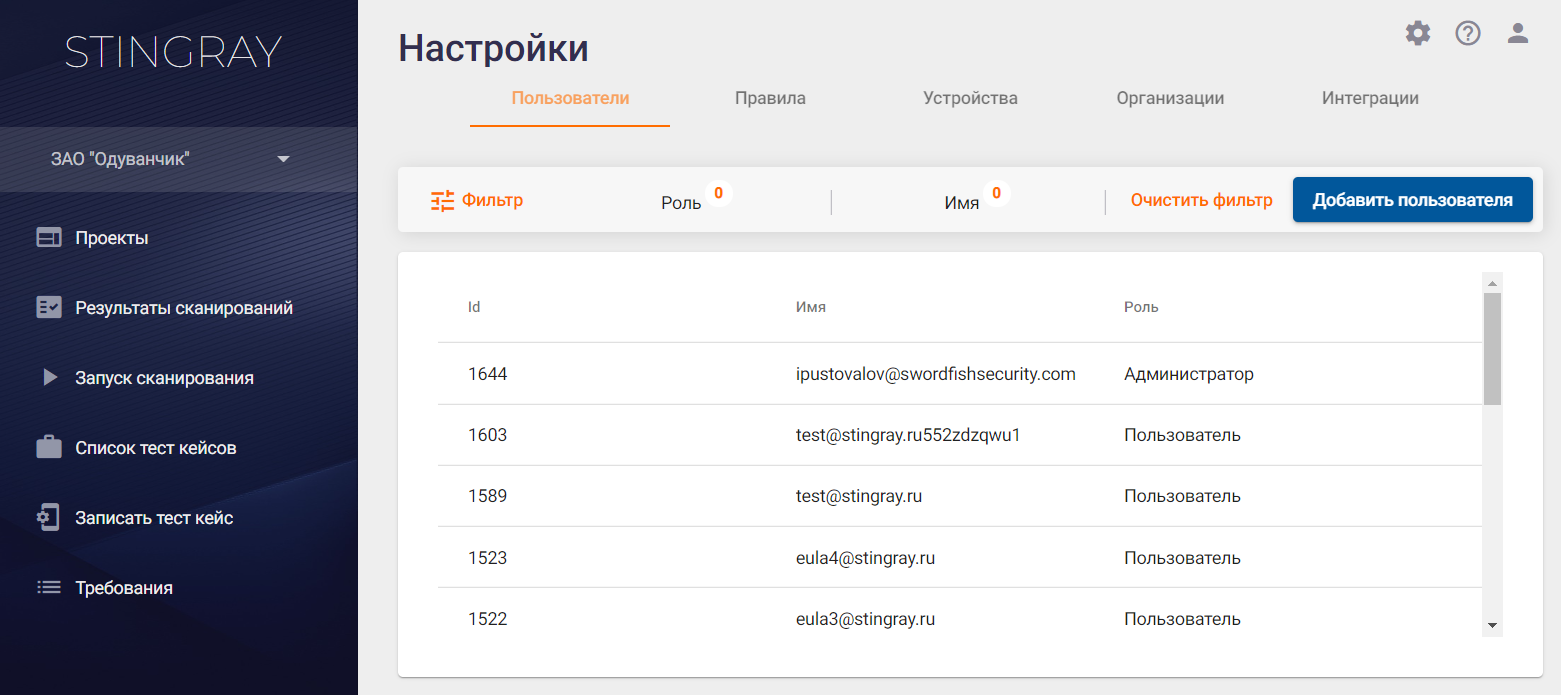 STINGRAY
ЗАО "Одуванчик"
Проекты
Результаты сканирований
Запуск сканирования
Список тест кейсов
Записать тест кейс
Требования
Настройки
Пользователи Правила Устройства Организации Интеграции
Фильтр Роль 0 Имя 0 Очистить фильтр Добавить пользователя
Id Имя Роль
1644 ipustovalov@swordfishsecurity.com Администратор
1603 test@stingray.ru552zdzqwu1 Пользователь
1589 test@stingray.ru Пользователь
1523 eula4@stingray.ru Пользователь
1522 eula3@stingray.ru Пользователь